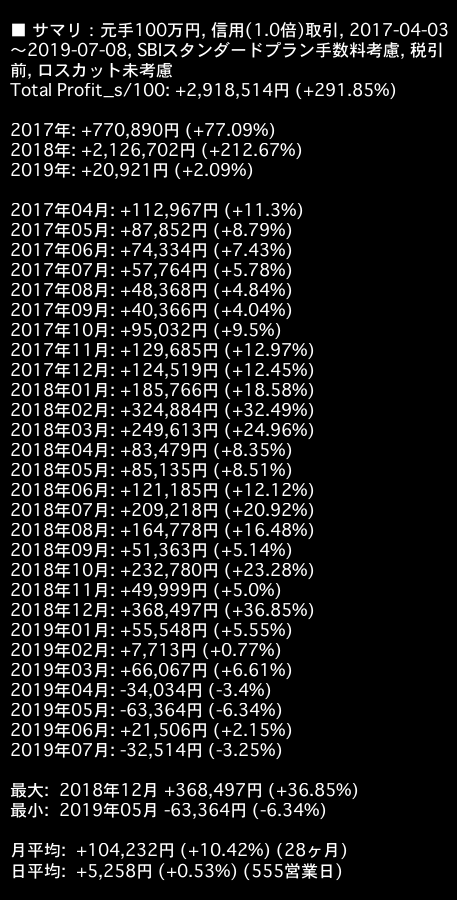 ■ サマリ：元手100万円, 信用(1.0倍)取引, 2017-04-03
～2019-07-08, SBIスタンダードプラン手数料考慮, 税引
前, ロスカット未考慮
Total Profit_s/100: +2,918,514円 (+291.85%)
2017年: +770,890円 (+77.09%)
2018年: +2,126,702円 (+212.67%)
2019年: +20,921円 (+2.09%)
2017年04月: +112,967円 (+11.3%)
2017年05月: +87,852円 (+8.79%)
2017年06月: +74,334円 (+7.43%)
2017年07月: +57,764円 (+5.78%)
2017年08月: +48,368円 (+4.84%)
2017年09月: +40,366円 (+4.04%)
2017年10月: +95,032円 (+9.5%)
2017年11月: +129,685円 (+12.97%)
2017年12月: +124,519円 (+12.45%)
2018年01月: +185,766円 (+18.58%)
2018年02月: +324,884円 (+32.49%)
2018年03月: +249,613円 (+24.96%)
2018年04月: +83,479円 (+8.35%)
2018年05月: +85,135円 (+8.51%)
2018年06月: +121,185円 (+12.12%)
2018年07月: +209,218円 (+20.92%)
2018年08月: +164,778円 (+16.48%)
2018年09月: +51,363円 (+5.14%)
2018年10月: +232,780円 (+23.28%)
2018年11月: +49,999円 (+5.0%)
2018年12月: +368,497円 (+36.85%)
2019年01月: +55,548円 (+5.55%)
2019年02月: +7,713円 (+0.77%)
2019年03月: +66,067円 (+6.61%)
2019年04月: -34,034円 (-3.4%)
2019年05月: -63,364円 (-6.34%)
2019年06月: +21,506円 (+2.15%)
2019年07月: -32,514円 (-3.25%)
最大: 2018年12月 +368,497円 (+36.85%)
最小: 2019年05月 -63,364円 (-6.34%)
月平均: +104,232円 (+10.42%) (28ヶ月)
日平均: +5,258円 (+0.53%) (555営業日)